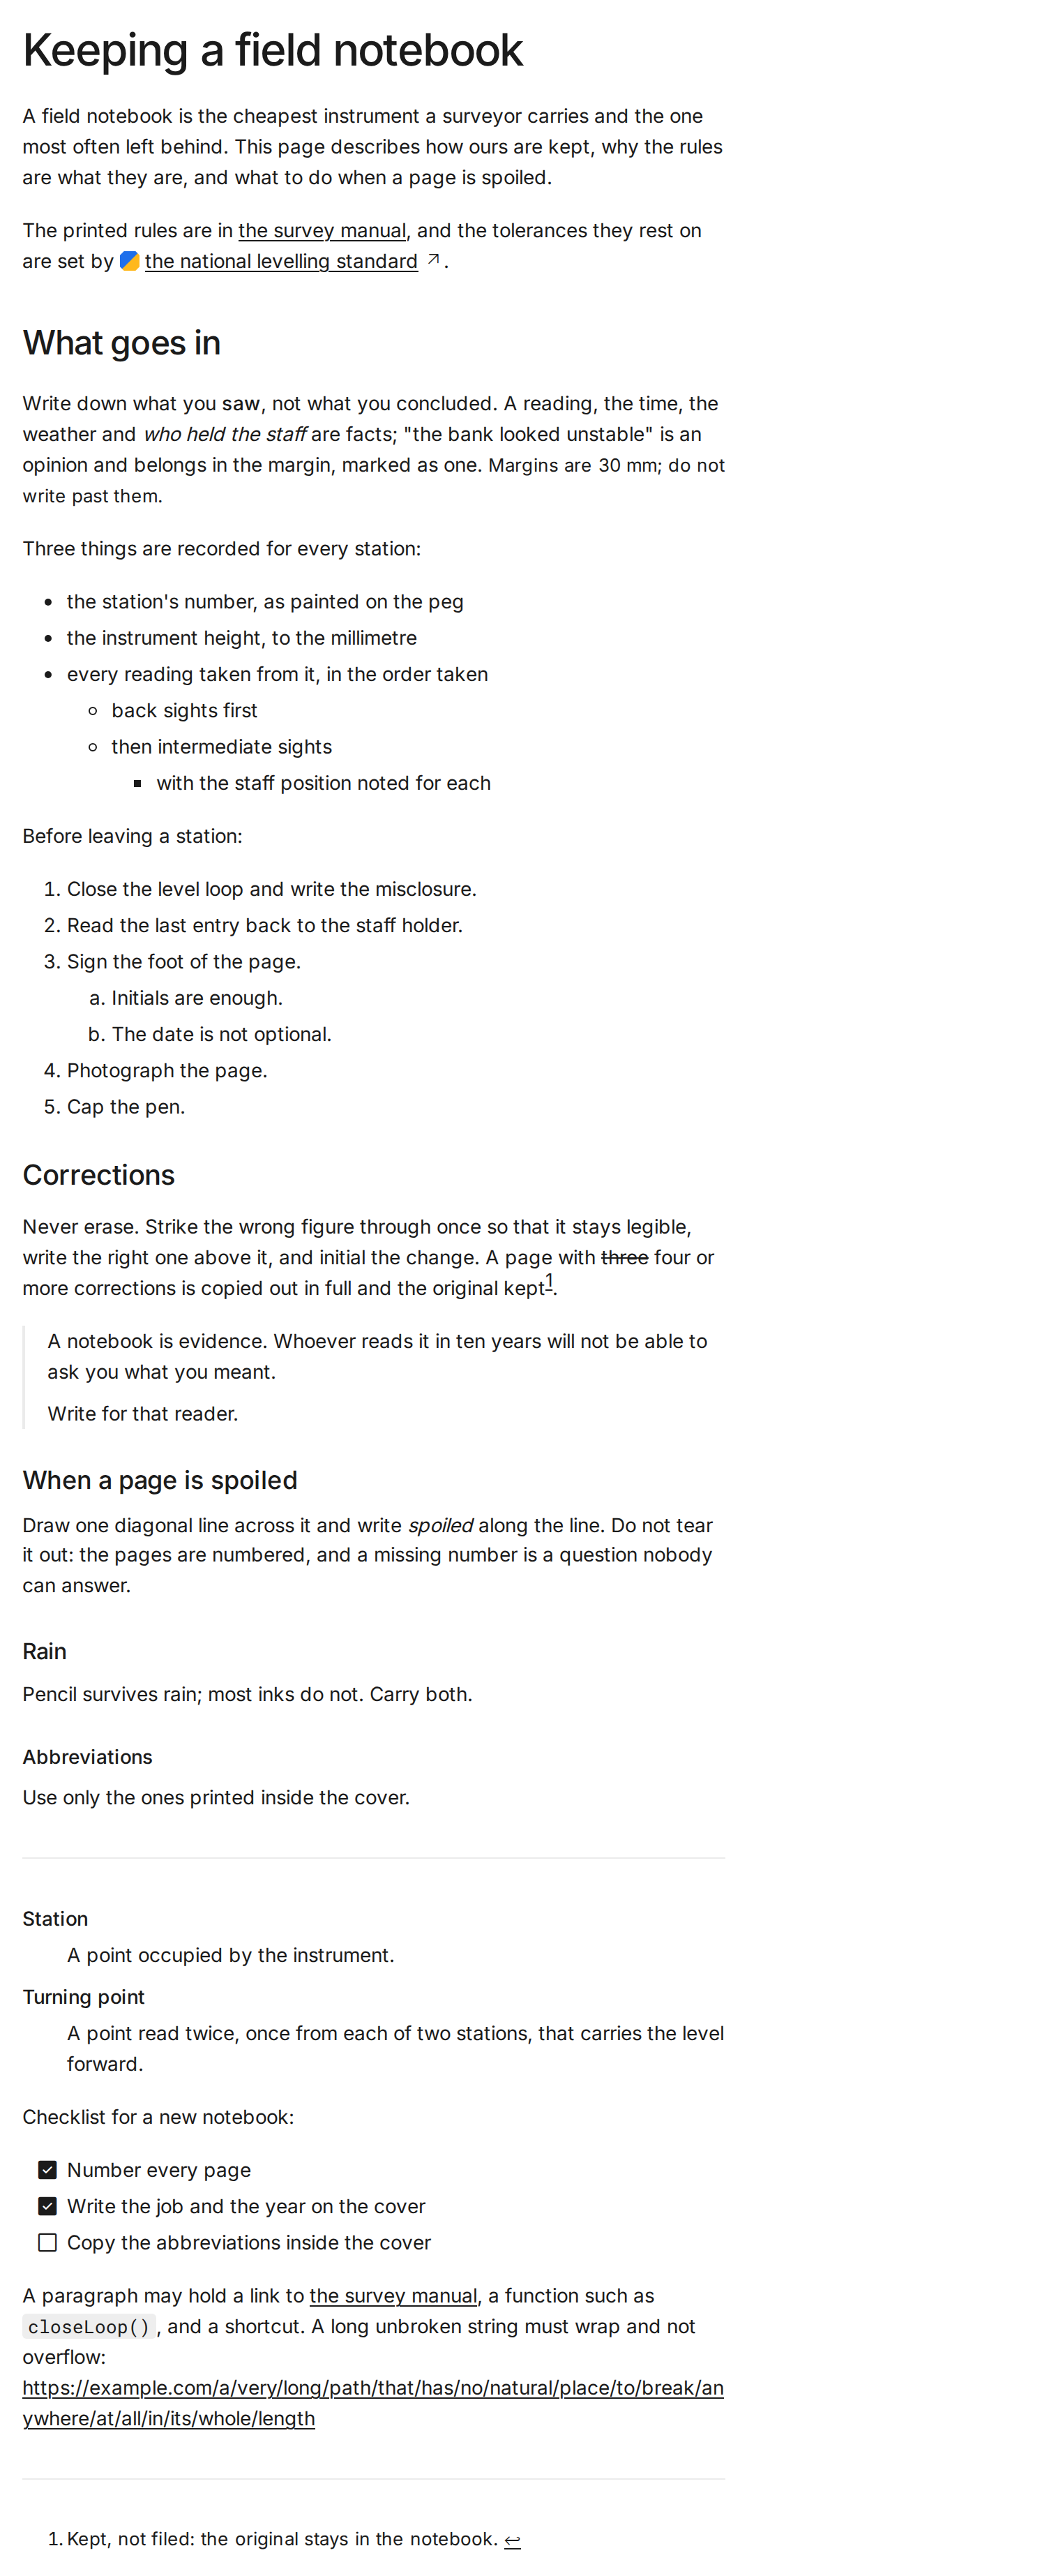 Keeping a field notebook
A field notebook is the cheapest instrument a surveyor carries and the one
most often left behind. This page describes how ours are kept, why the rules
are what they are, and what to do when a page is spoiled.
The printed rules are in the survey manual, and the tolerances they rest on
are set by the national levelling standard ↗.
What goes in
Write down what you saw, not what you concluded. A reading, the time, the
weather and who held the staff are facts; "the bank looked unstable" is an
opinion and belongs in the margin, marked as one. Margins are 30 mm; do not
write past them.
Three things are recorded for every station:
• the station's number, as painted on the peg
• the instrument height, to the millimetre
• every reading taken from it, in the order taken
◦ back sights first
◦ then intermediate sights
▪ with the staff position noted for each
Before leaving a station:
1. Close the level loop and write the misclosure.
2. Read the last entry back to the staff holder.
3. Sign the foot of the page.
a. Initials are enough.
b. The date is not optional.
4. Photograph the page.
5. Cap the pen.
Corrections
Never erase. Strike the wrong figure through once so that it stays legible,
write the right one above it, and initial the change. A page with three four or
more corrections is copied out in full and the original kept1.
A notebook is evidence. Whoever reads it in ten years will not be able to
ask you what you meant.
Write for that reader.
When a page is spoiled
Draw one diagonal line across it and write spoiled along the line. Do not tear
it out: the pages are numbered, and a missing number is a question nobody
can answer.
Rain
Pencil survives rain; most inks do not. Carry both.
Abbreviations
Use only the ones printed inside the cover.
Station
A point occupied by the instrument.
Turning point
A point read twice, once from each of two stations, that carries the level
forward.
Checklist for a new notebook:
Number every page
Write the job and the year on the cover
Copy the abbreviations inside the cover
A paragraph may hold a link to the survey manual, a function such as
closeLoop(), and a shortcut. A long unbroken string must wrap and not
overflow:
https://example.com/a/very/long/path/that/has/no/natural/place/to/break/an
ywhere/at/all/in/its/whole/length
1. Kept, not filed: the original stays in the notebook. ↩